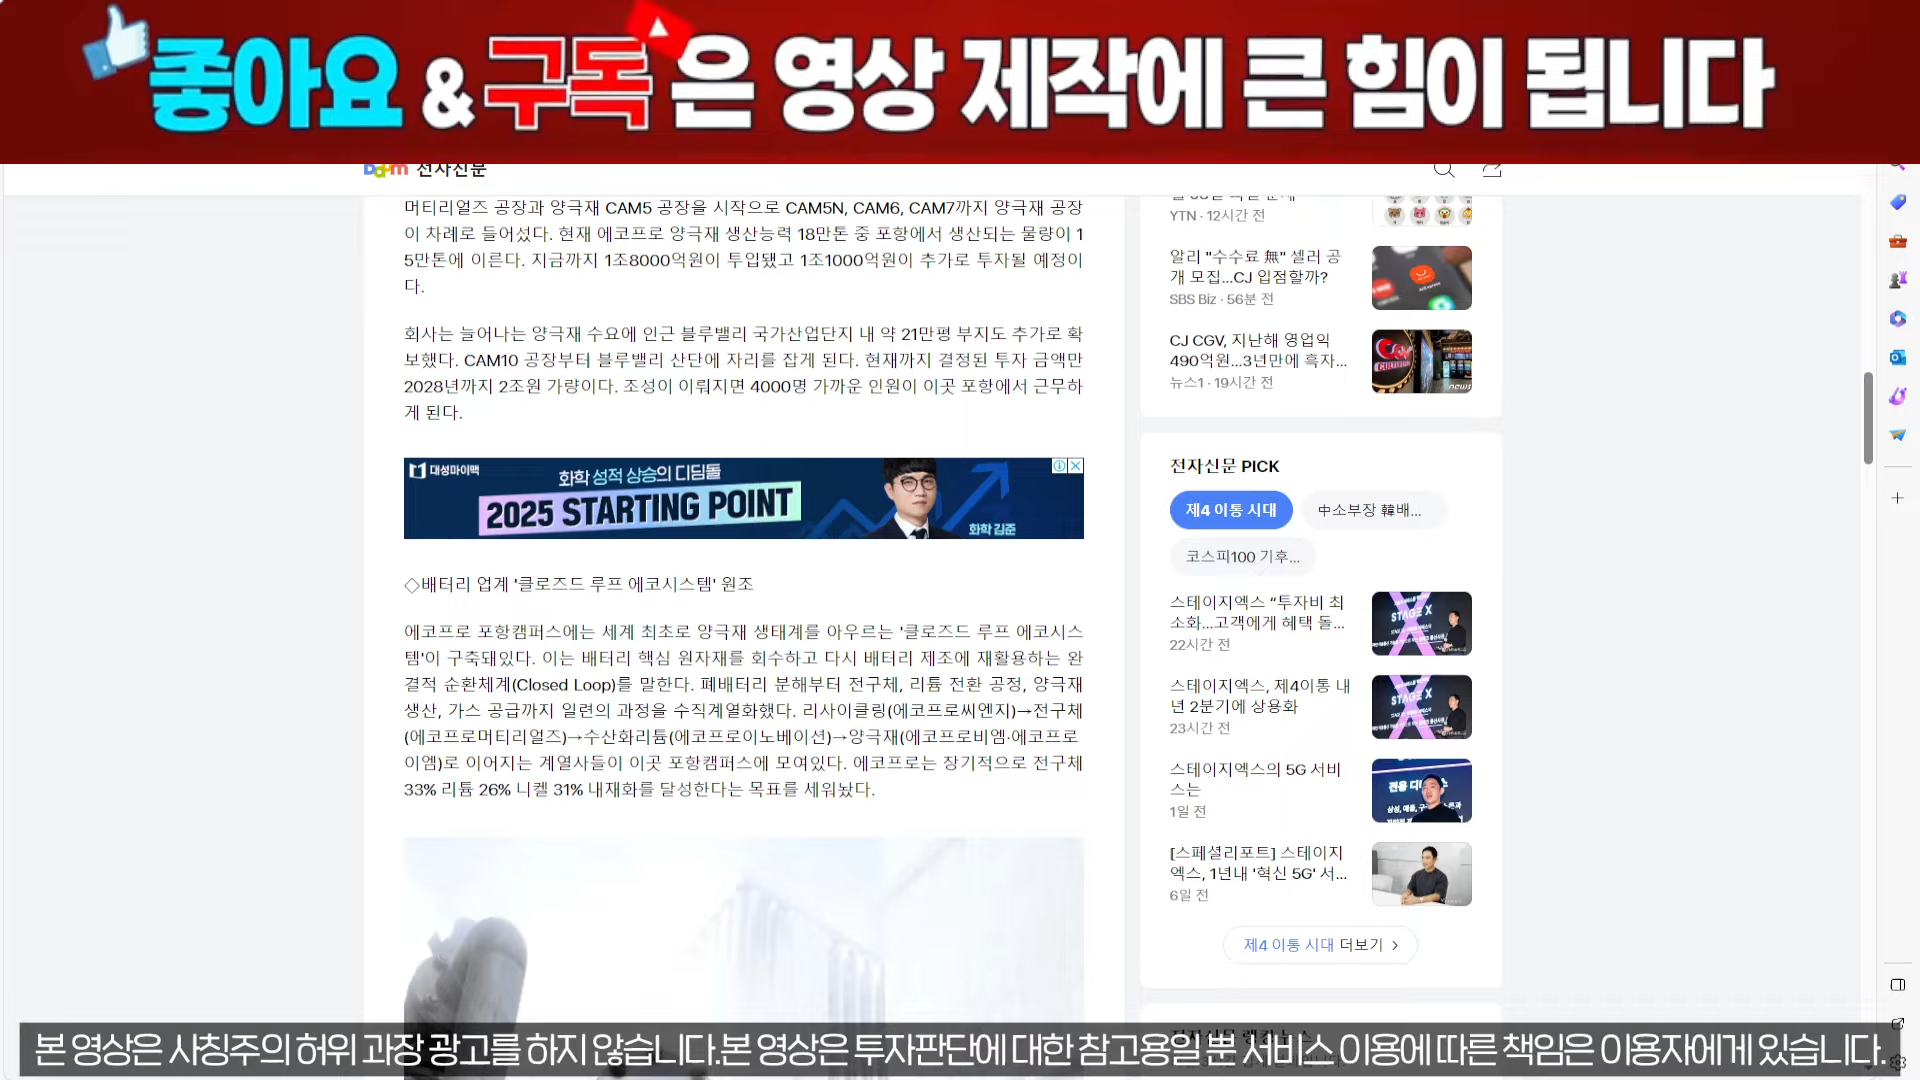 좋아요 & 구독은 영상 제작에 큰 힘이 됩니다
Daum 전자신문
머티리얼즈 공장과 양극재 CAM5 공장을 시작으로 CAM5N, CAM6, CAM7까지 양극재 공장
이 차례로 들어섰다. 현재 에코프로 양극재 생산능력 18만톤 중 포항에서 생산되는 물량이 1
5만톤에 이른다. 지금까지 1조8000억원이 투입됐고 1조1000억원이 추가로 투자될 예정이
다.
회사는 늘어나는 양극재 수요에 인근 블루밸리 국가산업단지 내 약 21만평 부지도 추가로 확
보했다. CAM10 공장부터 블루밸리 산단에 자리를 잡게 된다. 현재까지 결정된 투자 금액만
2028년까지 2조원 가량이다. 조성이 이뤄지면 4000명 가까운 인원이 이곳 포항에서 근무하
게 된다.
대성마이맥
화학 성적 상승의 디딤돌
2025 STARTING POINT
화학 김준
◇배터리 업계 '클로즈드 루프 에코시스템' 원조
에코프로 포항캠퍼스에는 세계 최초로 양극재 생태계를 아우르는 '클로즈드 루프 에코시스
템'이 구축돼있다. 이는 배터리 핵심 원자재를 회수하고 다시 배터리 제조에 재활용하는 완
결적 순환체계(Closed Loop)를 말한다. 폐배터리 분해부터 전구체, 리튬 전환 공정, 양극재
생산, 가스 공급까지 일련의 과정을 수직계열화했다. 리사이클링(에코프로씨엔지)→전구체
(에코프로머티리얼즈)→수산화리튬(에코프로이노베이션)→양극재(에코프로비엠·에코프로
이엠)로 이어지는 계열사들이 이곳 포항캠퍼스에 모여있다. 에코프로는 장기적으로 전구체
33% 리튬 26% 니켈 31% 내재화를 달성한다는 목표를 세워놨다.
YTN · 12시간 전
알리 "수수료 無" 셀러 공
개 모집...CJ 입점할까?
SBS Biz · 56분 전
CJ CGV, 지난해 영업익
490억원...3년만에 흑자...
뉴스1 · 19시간 전
전자신문 PICK
제4 이통 시대
中소부장 韓배...
코스피100 기후...
스테이지엑스 “투자비 최
소화...고객에게 혜택 돌...
22시간 전
STAGE X
스테이지엑스, 제4이통 내
년 2분기에 상용화
23시간 전
STAGE X
스테이지엑스의 5G 서비
스는
1일 전
[스페셜리포트] 스테이지
엑스, 1년내 '혁신 5G' 서...
6일 전
제4 이통 시대 더보기 >
본 영상은 사칭주의 허위 과장 광고를 하지 않습니다.본 영상은 투자판단에 대한 참고용일 뿐 서비스 이용에 따른 책임은 이용자에게 있습니다.